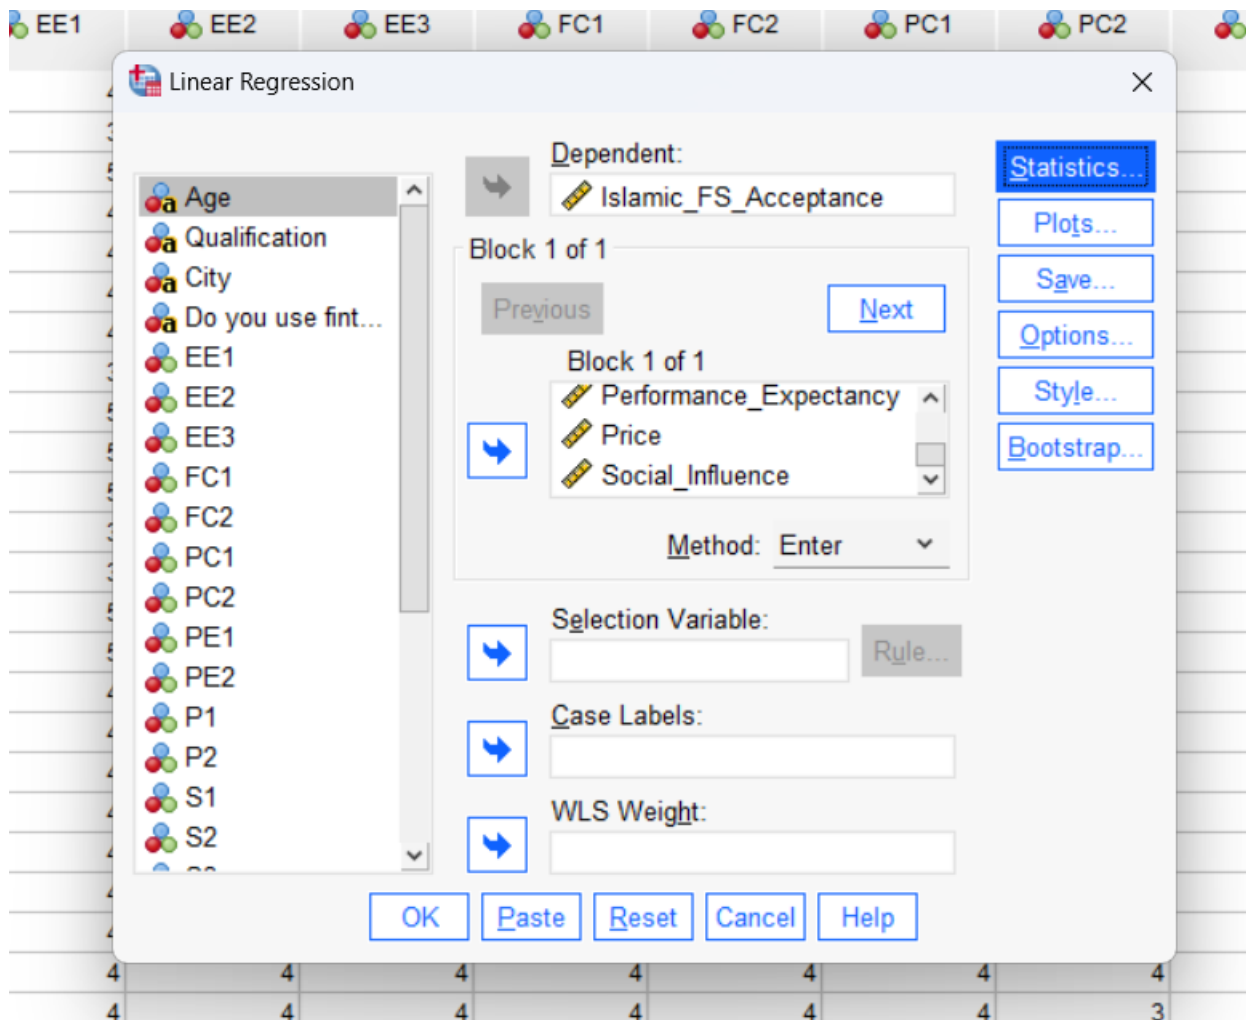 EE1 EE2 EE3 FC1 FC2 PC1 PC2
Linear Regression
Dependent:
Islamic_FS_Acceptance
Statistics...
Plots...
Save...
Options...
Style...
Bootstrap...
Age
Qualification
City
Do you use fint...
EE1
EE2
EE3
FC1
FC2
PC1
PC2
PE1
PE2
P1
P2
S1
S2
Block 1 of 1
Previous
Next
Block 1 of 1
Performance_Expectancy
Price
Social_Influence
Method: Enter
Selection Variable:
Rule...
Case Labels:
WLS Weight:
OK Paste Reset Cancel Help
4 4 4 4 4 4 4
4 4 4 4 4 4 3